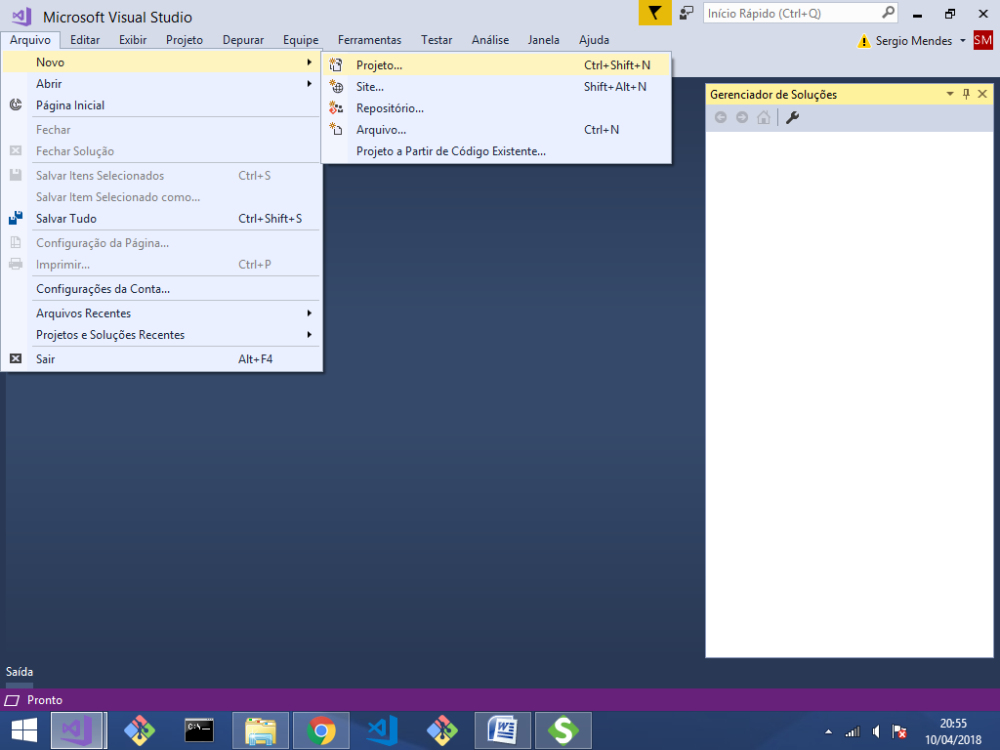 Microsoft Visual Studio
Início Rápido (Ctrl+Q)
Arquivo Editar Exibir Projeto Depurar Equipe Ferramentas Testar Análise Janela Ajuda
Sergio Mendes SM
Novo
Abrir
Página Inicial
Fechar
Fechar Solução
Salvar Itens Selecionados Ctrl+S
Salvar Item Selecionado como...
Salvar Tudo Ctrl+Shift+S
Configuração da Página...
Imprimir... Ctrl+P
Configurações da Conta...
Arquivos Recentes
Projetos e Soluções Recentes
Sair Alt+F4
Projeto... Ctrl+Shift+N
Site... Shift+Alt+N
Repositório...
Arquivo... Ctrl+N
Projeto a Partir de Código Existente...
Gerenciador de Soluções
Saída
Pronto
C:\
20:55
10/04/2018